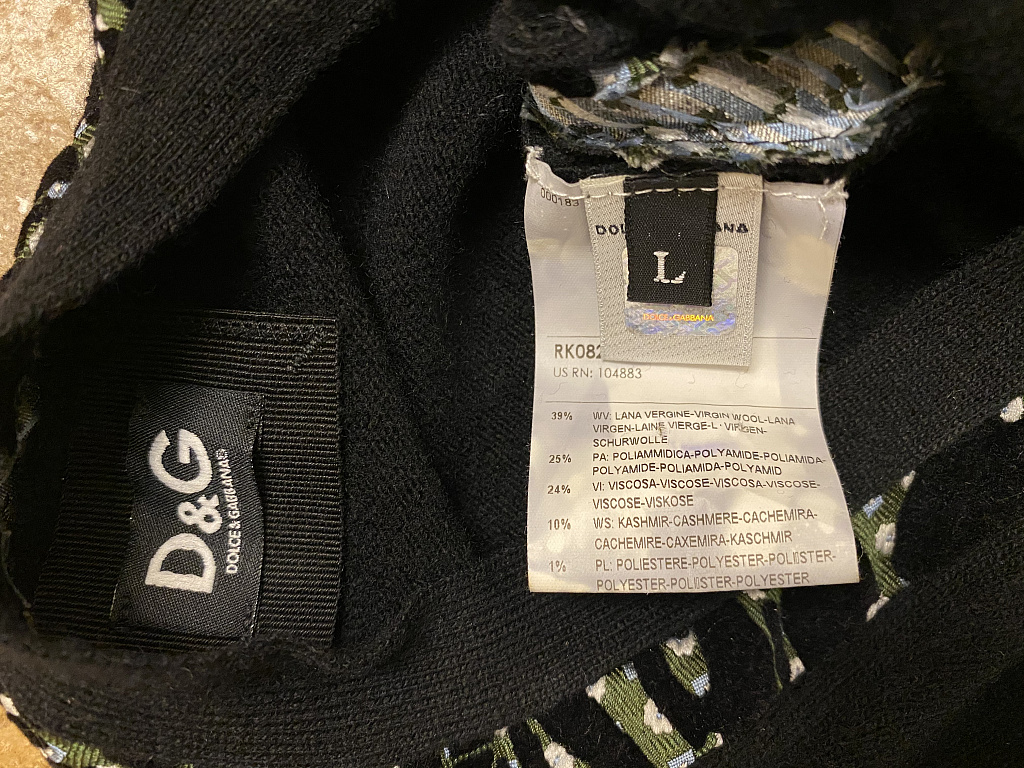 D&G
DOLCE & GABBANA
000183
L
DOLCE & GABBANA
RK082
US RN: 104883
39% WV: LANA VERGINE-VIRGIN WOOL-LANA
VIRGEN-LAINE VIERGE-L VIRGEN-
SCHURWOLLE
25% PA: POLIAMMIDICA-POLYAMIDE-POLIAMIDA-
POLYAMIDE-POLIAMIDA-POLYAMID
24% VI: VISCOSA-VISCOSE-VISCOSA-VISCOSE-
VISCOSE-VISKOSE
10% WS: KASHMIR-CASHMERE-CACHEMIRA-
CACHEMIRE-CAXEMIRA-KASCHMIR
1% PL: POLIESTERE-POLYESTER-POLIÉSTER-
POLYESTER-POLIESTER-POLYESTER